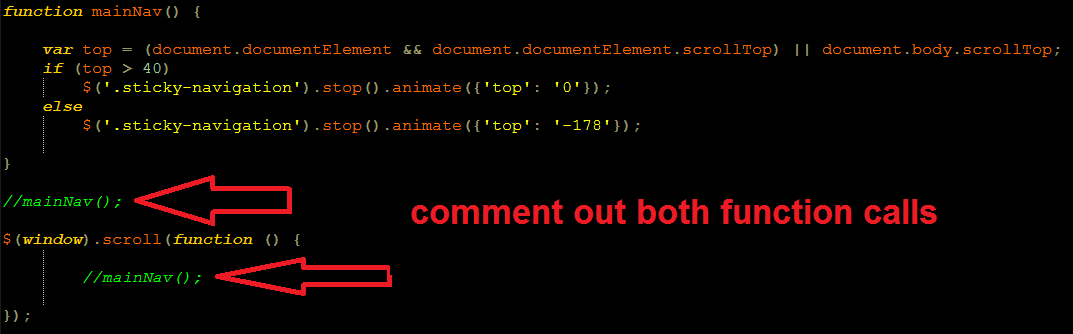 function mainNav() {
var top = (document.documentElement && document.documentElement.scrollTop) || document.body.scrollTop;
if (top > 40)
$('.sticky-navigation').stop().animate({'top': '0'});
else
$('.sticky-navigation').stop().animate({'top': '-178'});
}
//mainNav();
comment out both function calls
$(window).scroll(function () {
//mainNav();
});